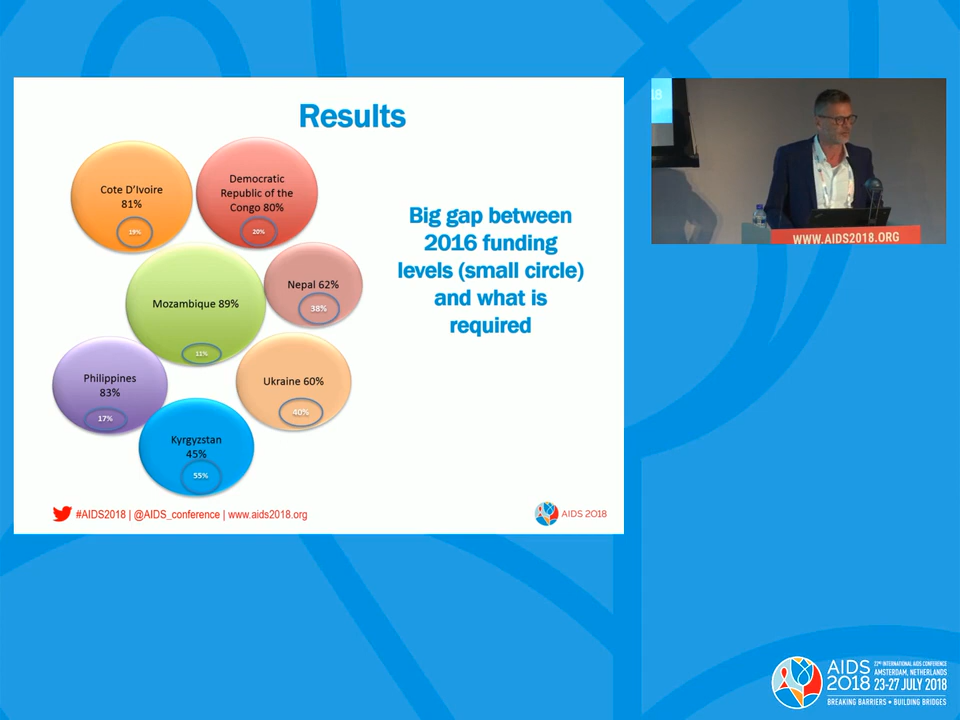 Results
Cote D'Ivoire
81%
19%
Democratic
Republic of the
Congo 80%
20%
Mozambique 89%
11%
Nepal 62%
38%
Philippines
83%
17%
Ukraine 60%
40%
Kyrgyzstan
45%
55%
Big gap between
2016 funding
levels (small circle)
and what is
required
#AIDS2018 | @AIDS_conference | www.aids2018.org
AIDS 2018
18
WWW.AIDS2018.ORG
AIDS
2018
22ND INTERNATIONAL AIDS CONFERENCE
AMSTERDAM, NETHERLANDS
23-27 JULY 2018
BREAKING BARRIERS • BUILDING BRIDGES